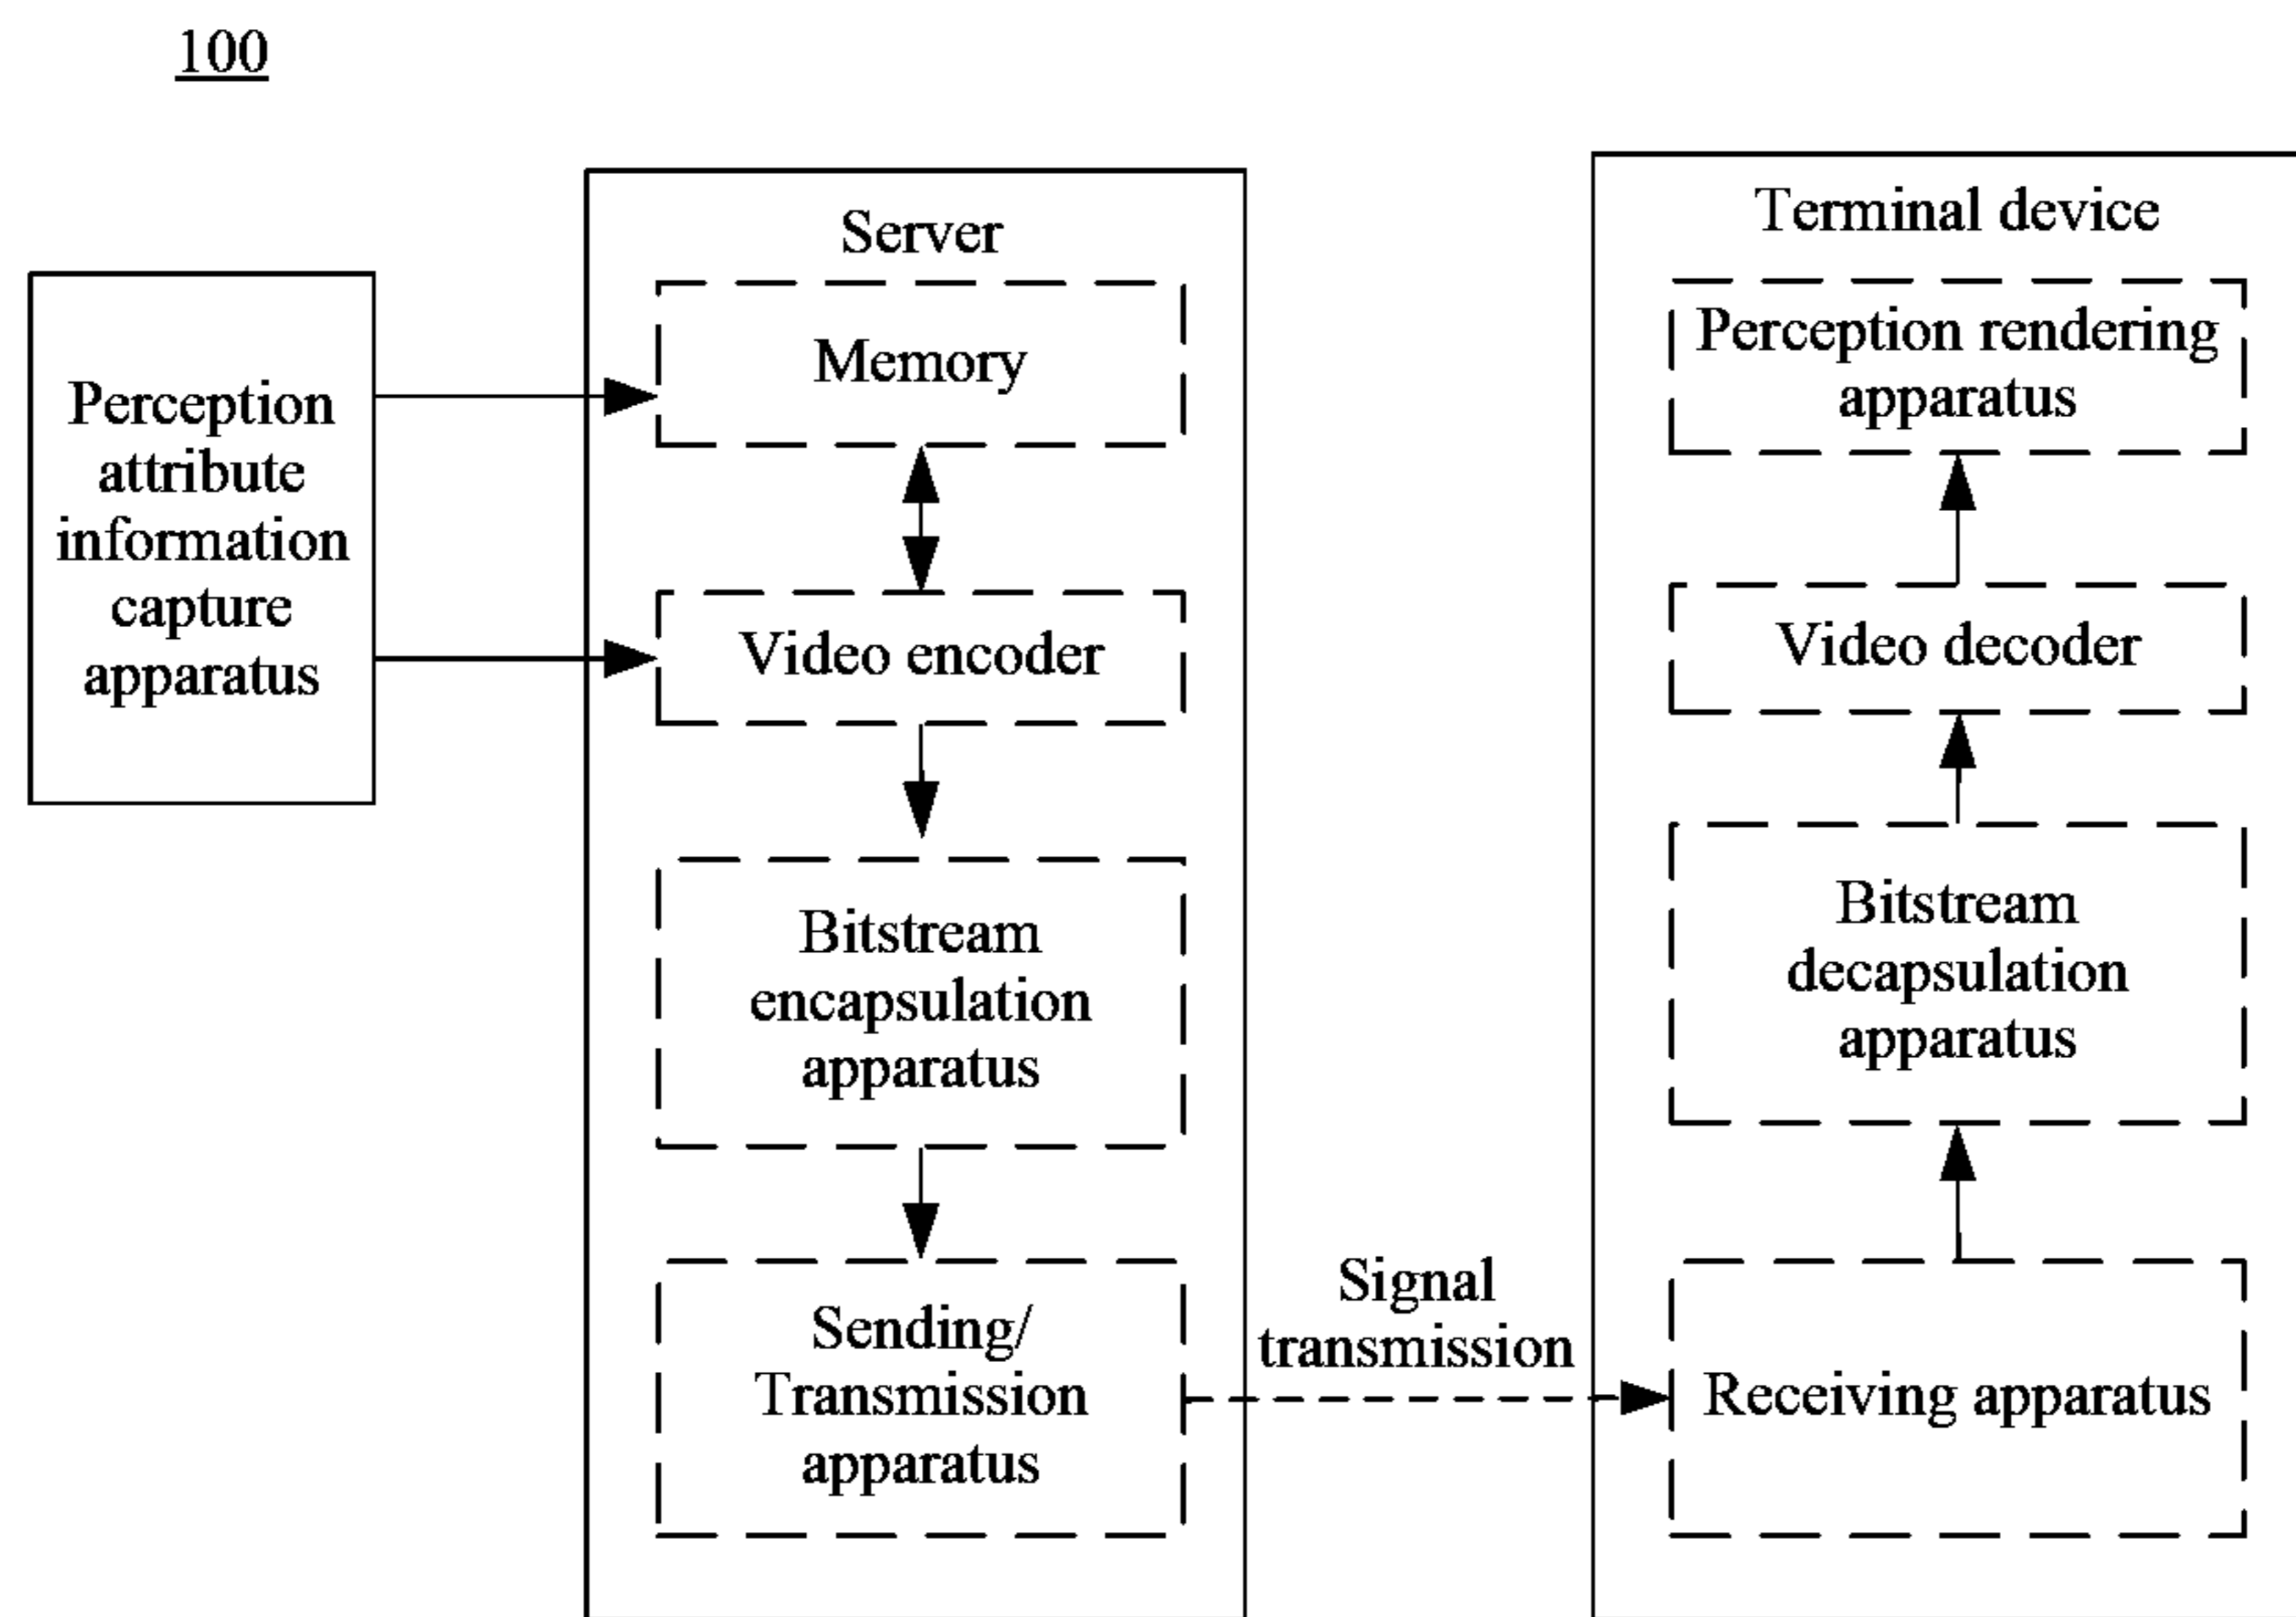 100
Perception
attribute
information
capture
apparatus
Server
Memory
Video encoder
Bitstream
encapsulation
apparatus
Sending/
Transmission
apparatus
Signal
transmission
Terminal device
Perception rendering
apparatus
Video decoder
Bitstream
decapsulation
apparatus
Receiving apparatus